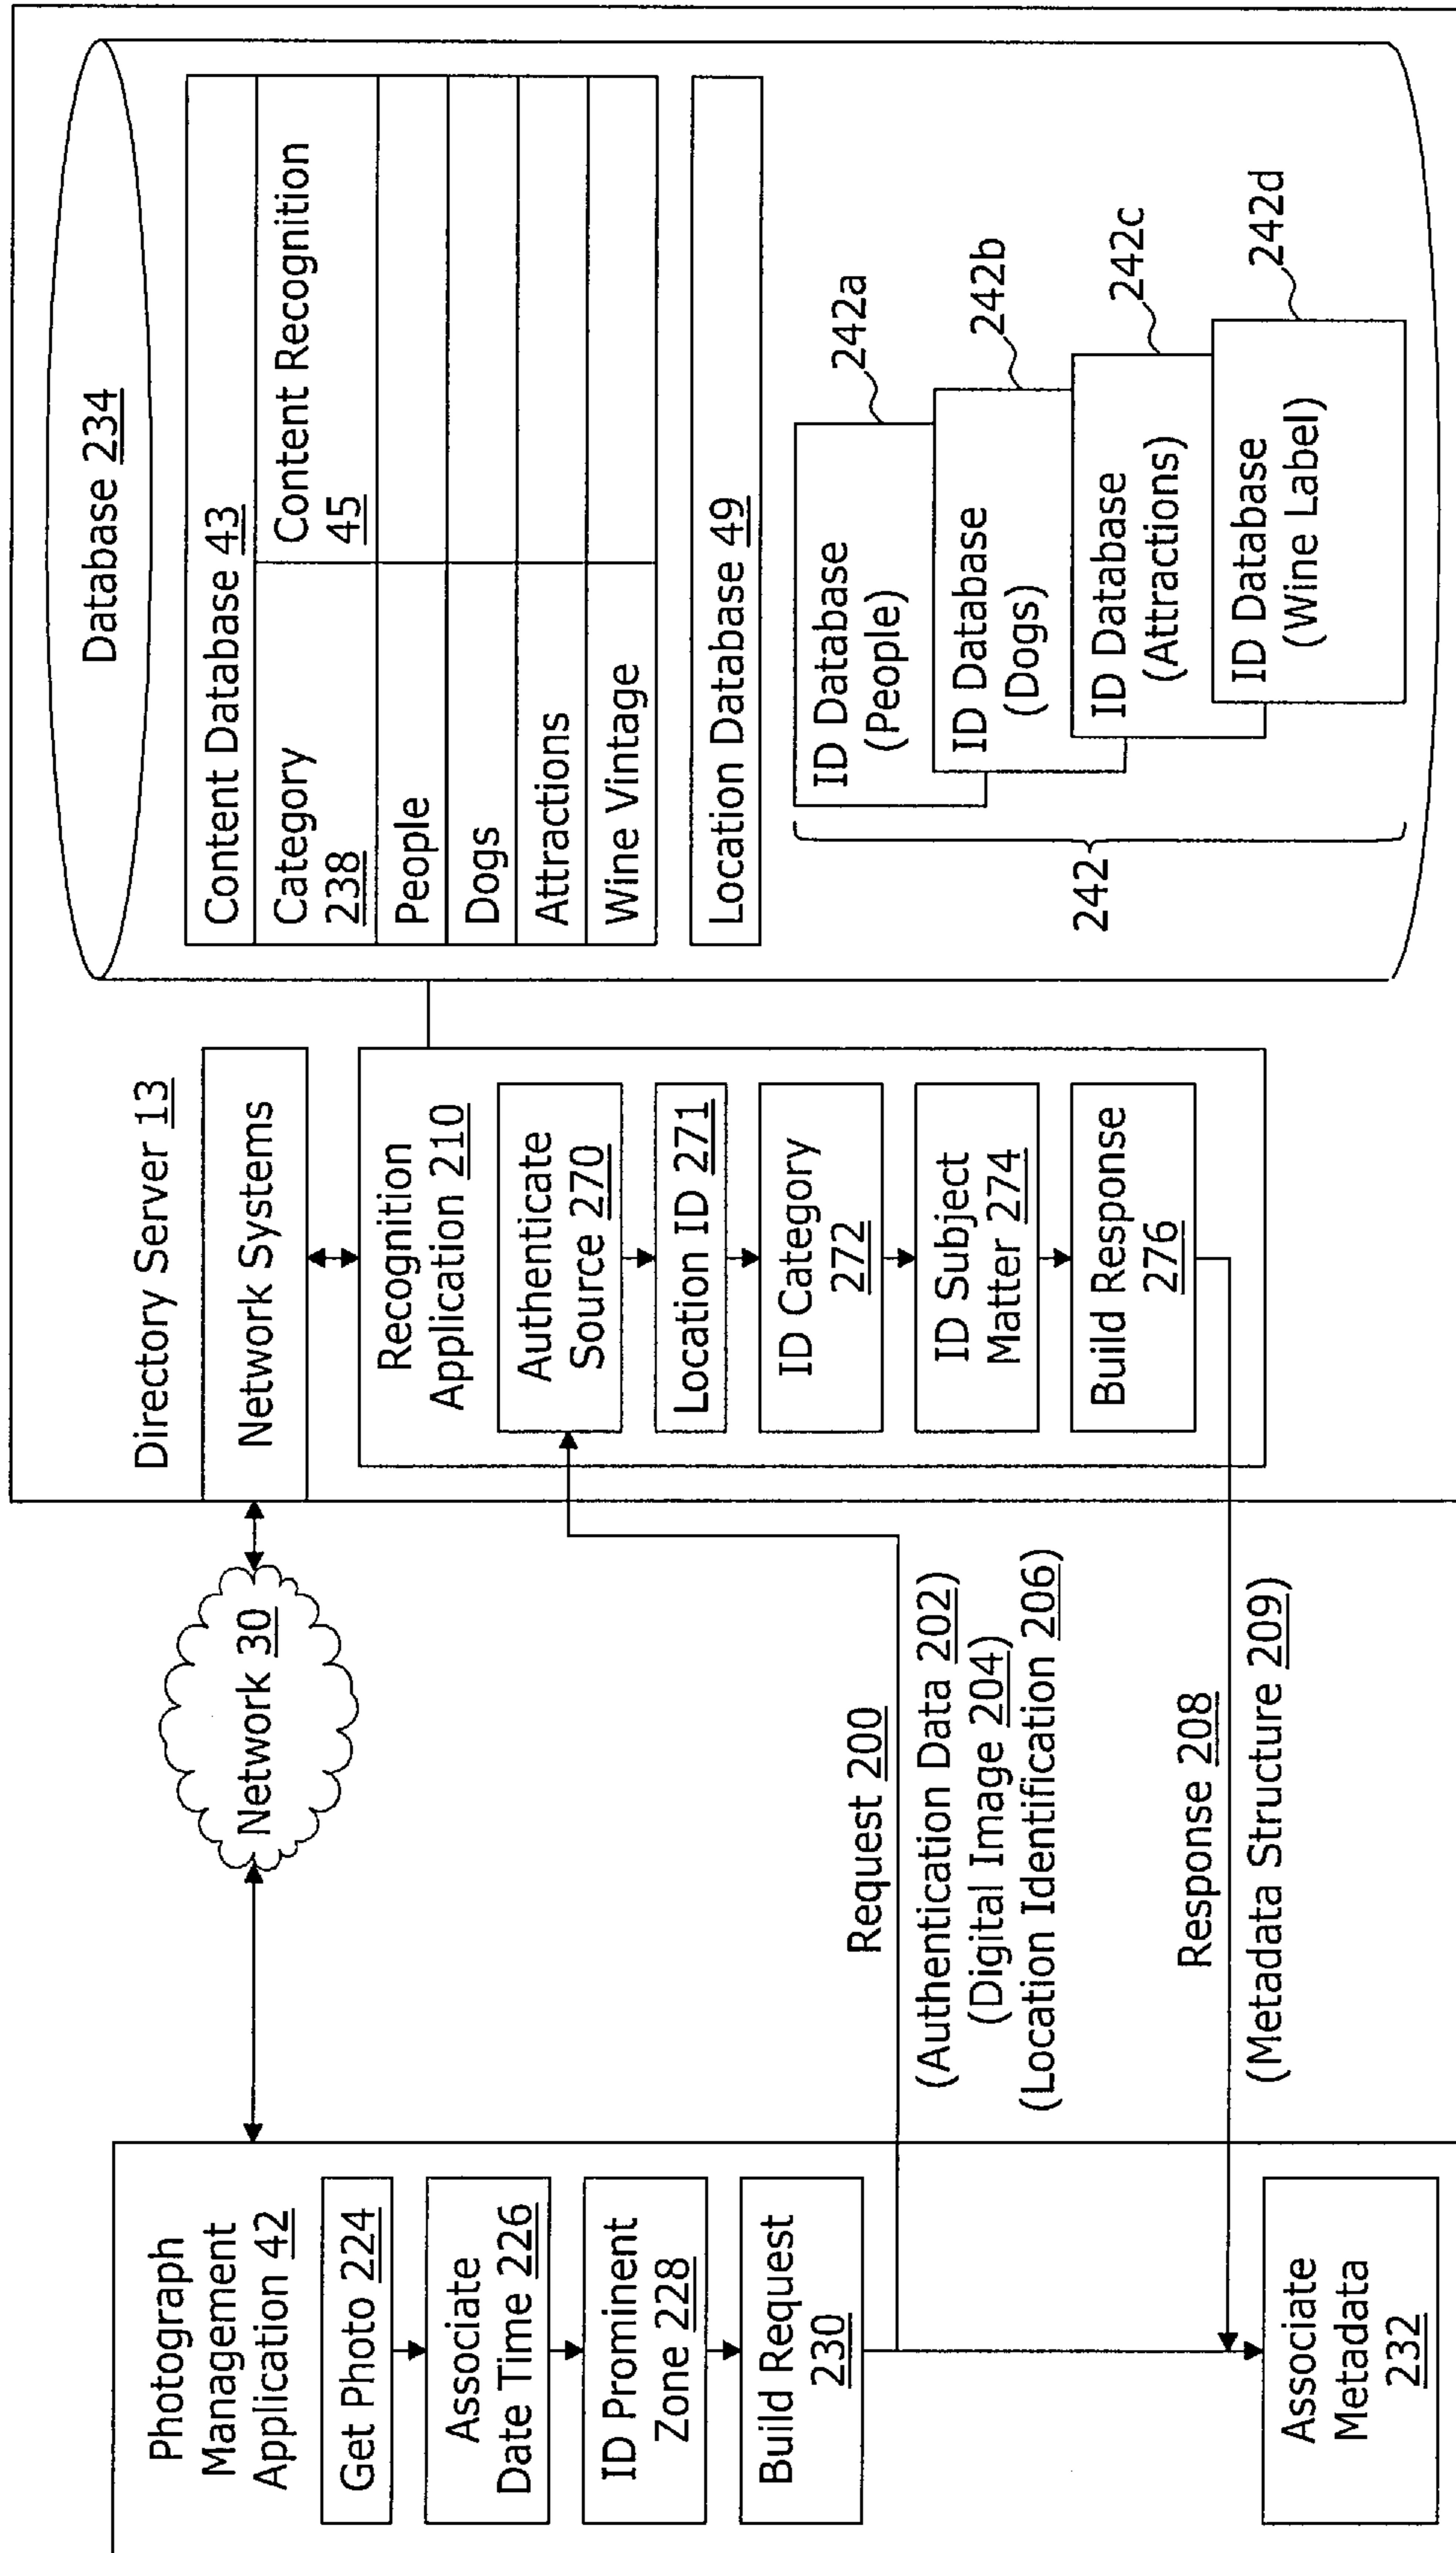 Photograph
Management
Application 42
Get Photo 224
Associate
Date Time 226
ID Prominent
Zone 228
Build Request
230
Associate
Metadata
232
Network 30
Request 200
(Authentication Data 202)
(Digital Image 204)
(Location Identification 206)
Response 208
(Metadata Structure 209)
Directory Server 13
Network Systems
Recognition
Application 210
Authenticate
Source 270
Location ID 271
ID Category
272
ID Subject
Matter 274
Build Response
276
Database 234
Content Database 43
Category
238
Content Recognition
45
People
Dogs
Attractions
Wine Vintage
Location Database 49
242
ID Database
(People)
242a
ID Database
(Dogs)
242b
ID Database
(Attractions)
242c
ID Database
(Wine Label)
242d